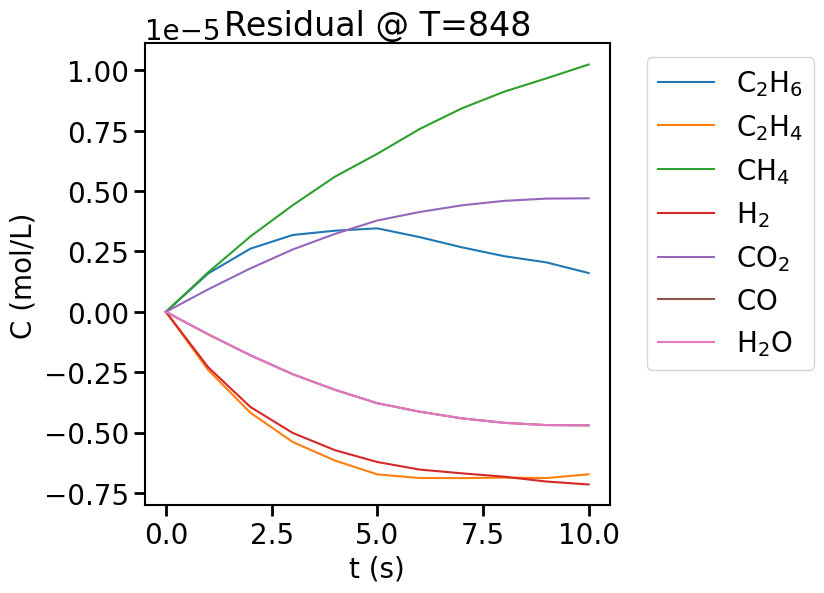 1e−5
Residual @ T=848
1.00
0.75
0.50
0.25
0.00
−0.25
−0.50
−0.75
C (mol/L)
0.0 2.5 5.0 7.5 10.0
t (s)
C₂H₆
C₂H₄
CH₄
H₂
CO₂
CO
H₂O